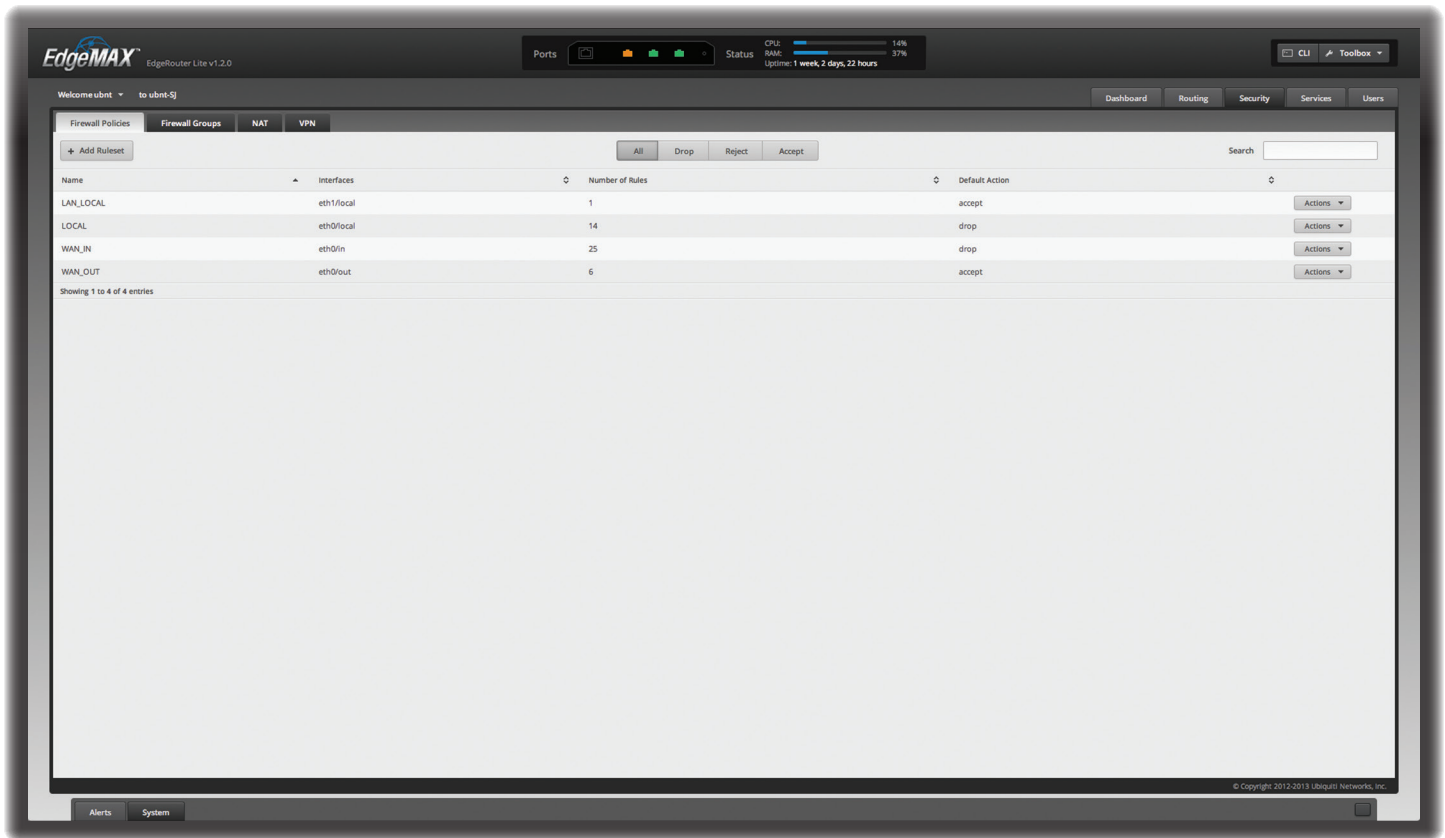 EdgeMAX™ EdgeRouter Lite v1.2.0
Ports
Status
CPU: 14%
RAM: 37%
Uptime: 1 week, 2 days, 22 hours
CLI Toolbox
Welcome ubnt to ubnt-SJ
Dashboard Routing Security Services Users
Firewall Policies Firewall Groups NAT VPN
+ Add Ruleset All Drop Reject Accept Search
Name Interfaces Number of Rules Default Action
LAN_LOCAL eth1/local 1 accept Actions
LOCAL eth0/local 14 drop Actions
WAN_IN eth0/in 25 drop Actions
WAN_OUT eth0/out 6 accept Actions
Showing 1 to 4 of 4 entries
© Copyright 2012-2013 Ubiquiti Networks, Inc.
Alerts System